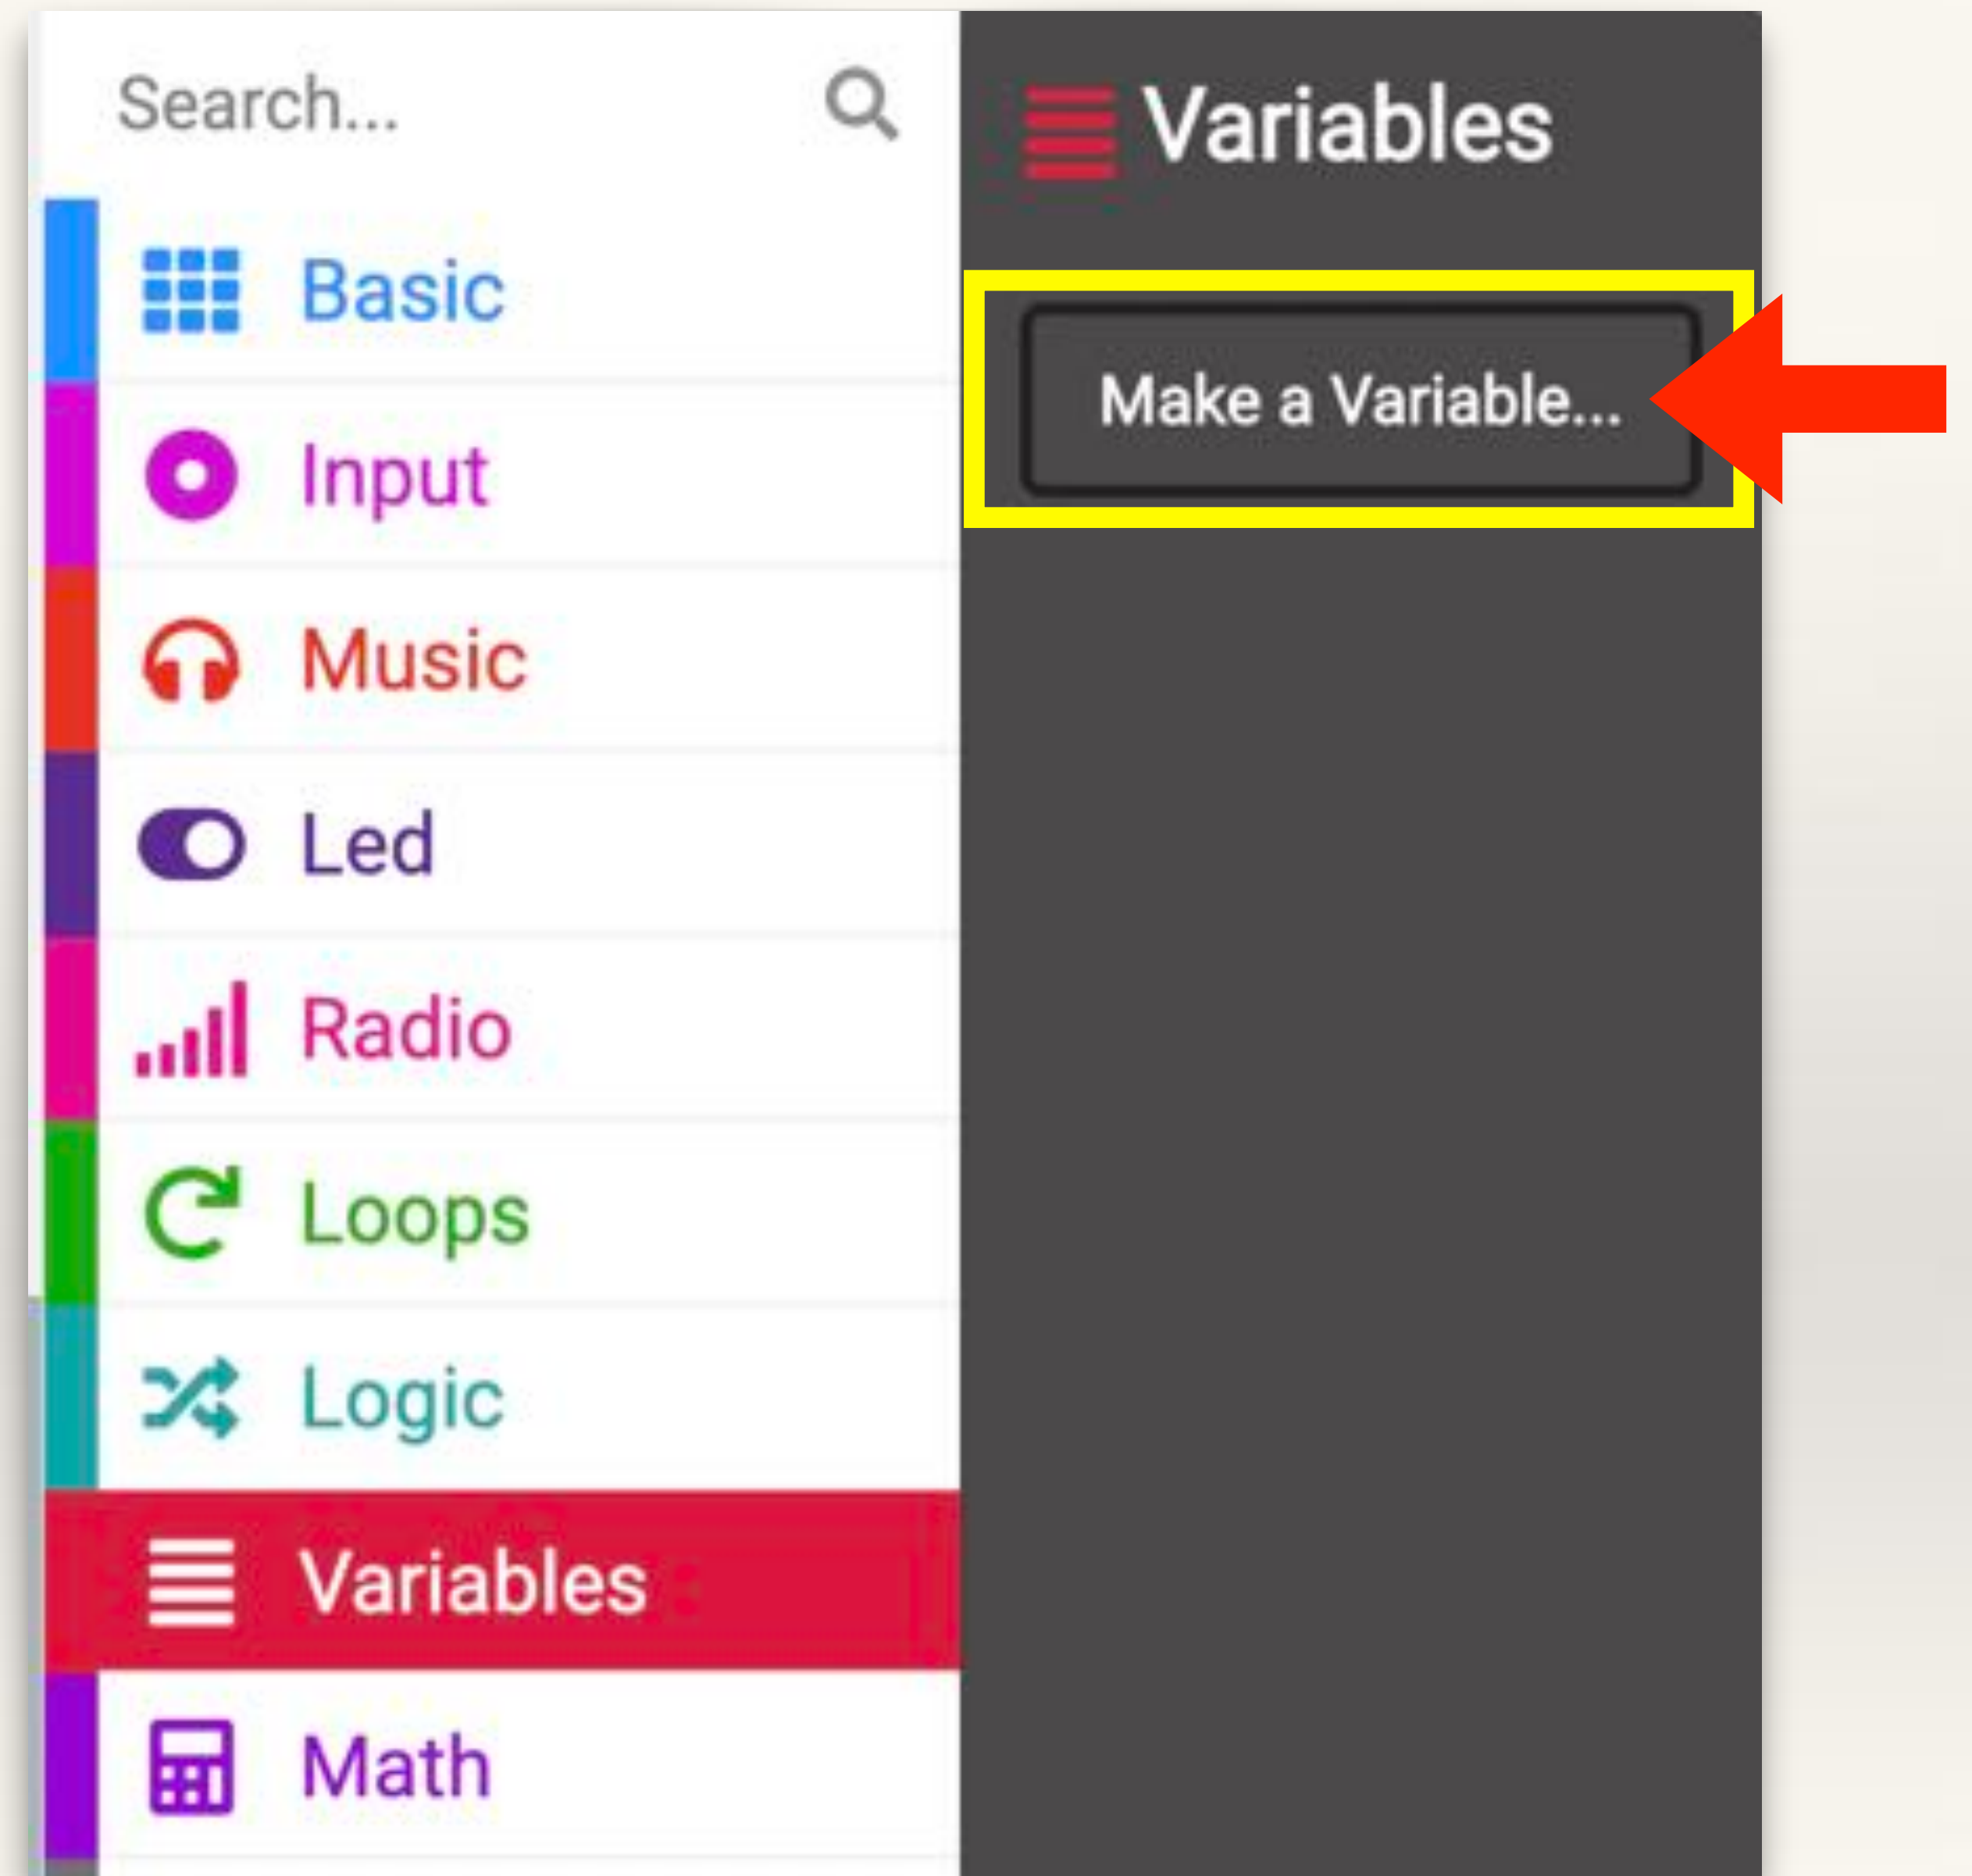 Search...
Basic
Input
Music
Led
Radio
Loops
Logic
Variables
Math
Variables
Make a Variable...